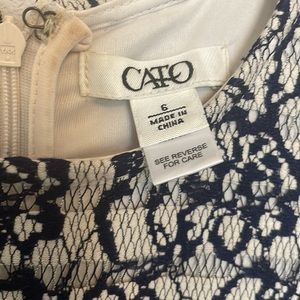 CATO
6
MADE IN
CHINA
SEE REVERSE
FOR CARE